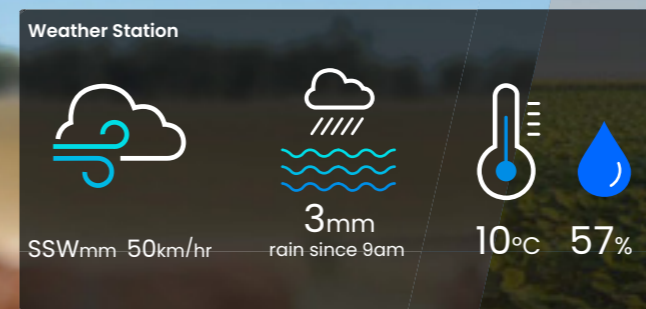 Weather Station
SSWmm 50km/hr
3mm
rain since 9am
10°C
57%